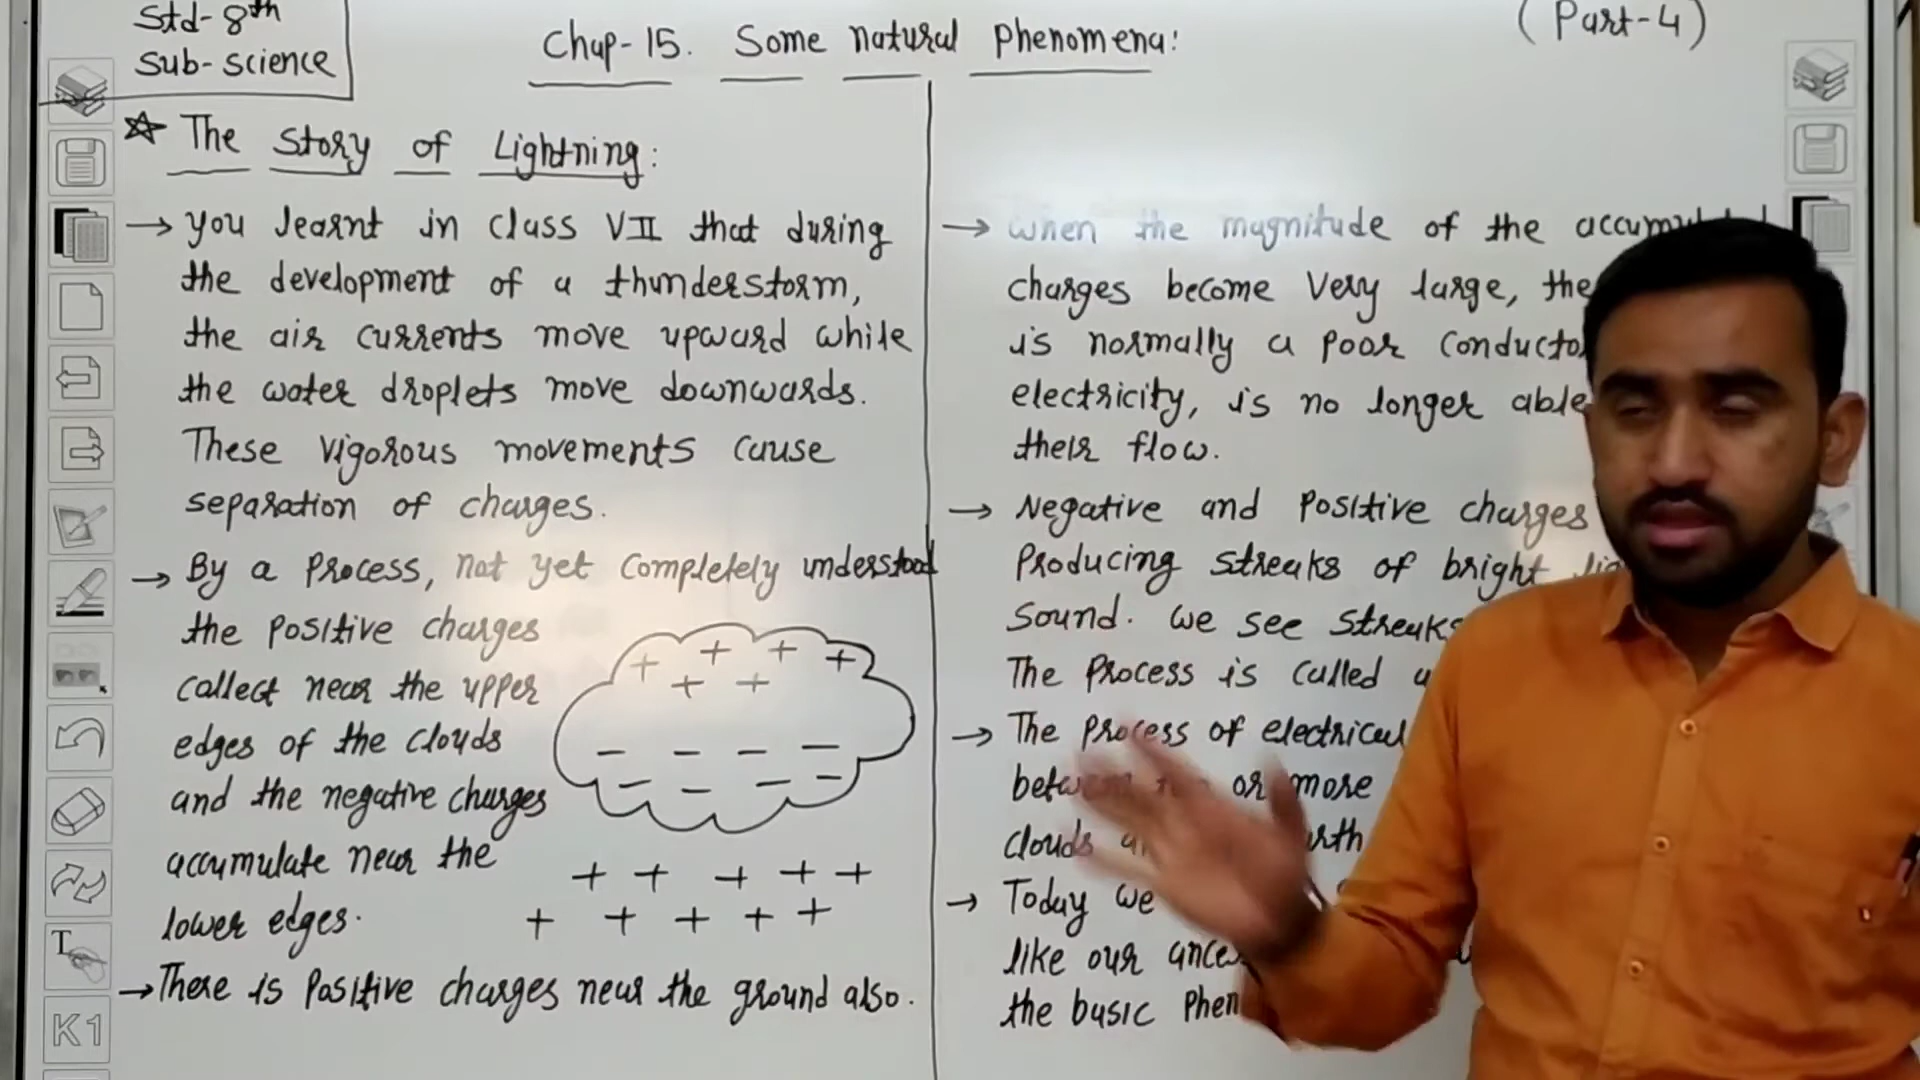 Std-8th
Sub-science
Chap-15. Some natural Phenomena:
(Part-4)
The Story of Lightning:
→ You learnt in class VII that during
the development of a thunderstorm,
the air currents move upward while
the water droplets move downwards.
These vigorous movements cause
separation of charges.
→ By a Process, not yet completely understood
the positive charges
collect near the upper
edges of the clouds
and the negative charges
accumulate near the
lower edges.
→ There is Positive charges near the ground also.
+ + + +
+ +
− − − −
− − − −
+ + + + +
+ + + + +
→ When the magnitude of the
charges become Very large, the
is normally a poor
electricity, is no longer able
their flow.
→ Negative and Positive charges
Producing streaks of bright
sound. We see
The Process is called
→ The Process of electrical
or more
clouds
→ Today we
like our
the basic
T
K1